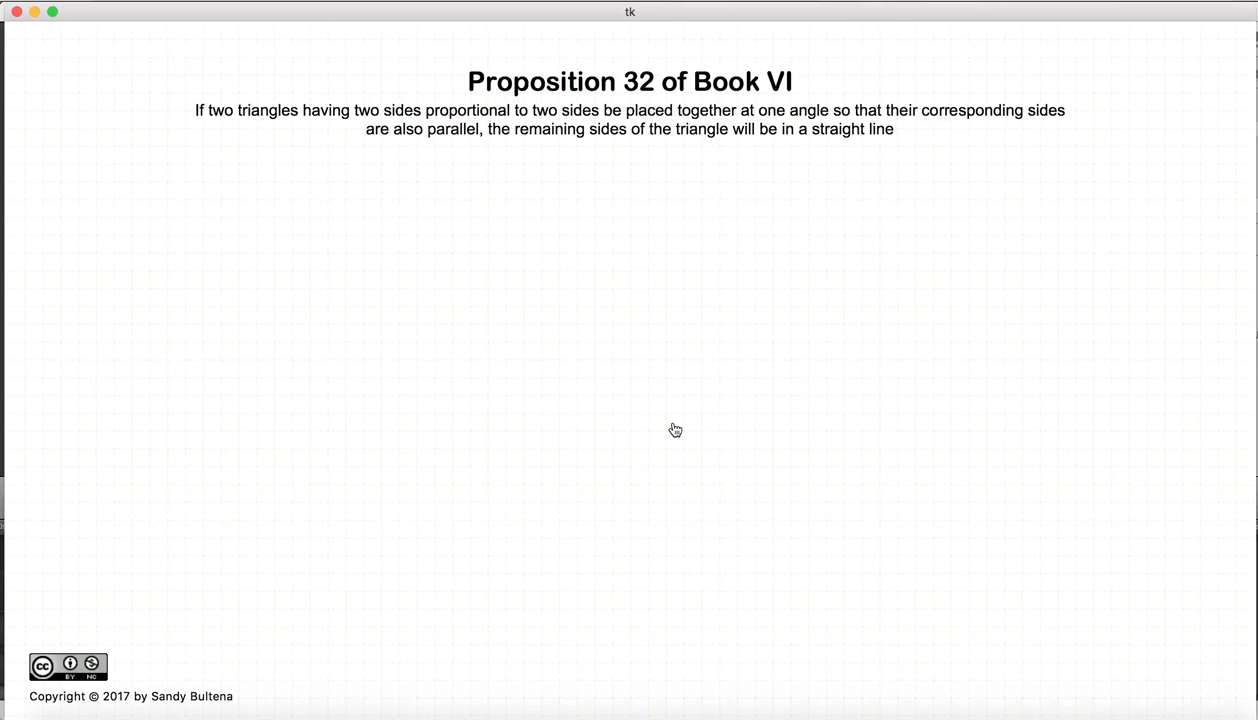 tk
Proposition 32 of Book VI
If two triangles having two sides proportional to two sides be placed together at one angle so that their corresponding sides
are also parallel, the remaining sides of the triangle will be in a straight line
cc
BY NC
Copyright © 2017 by Sandy Bultena